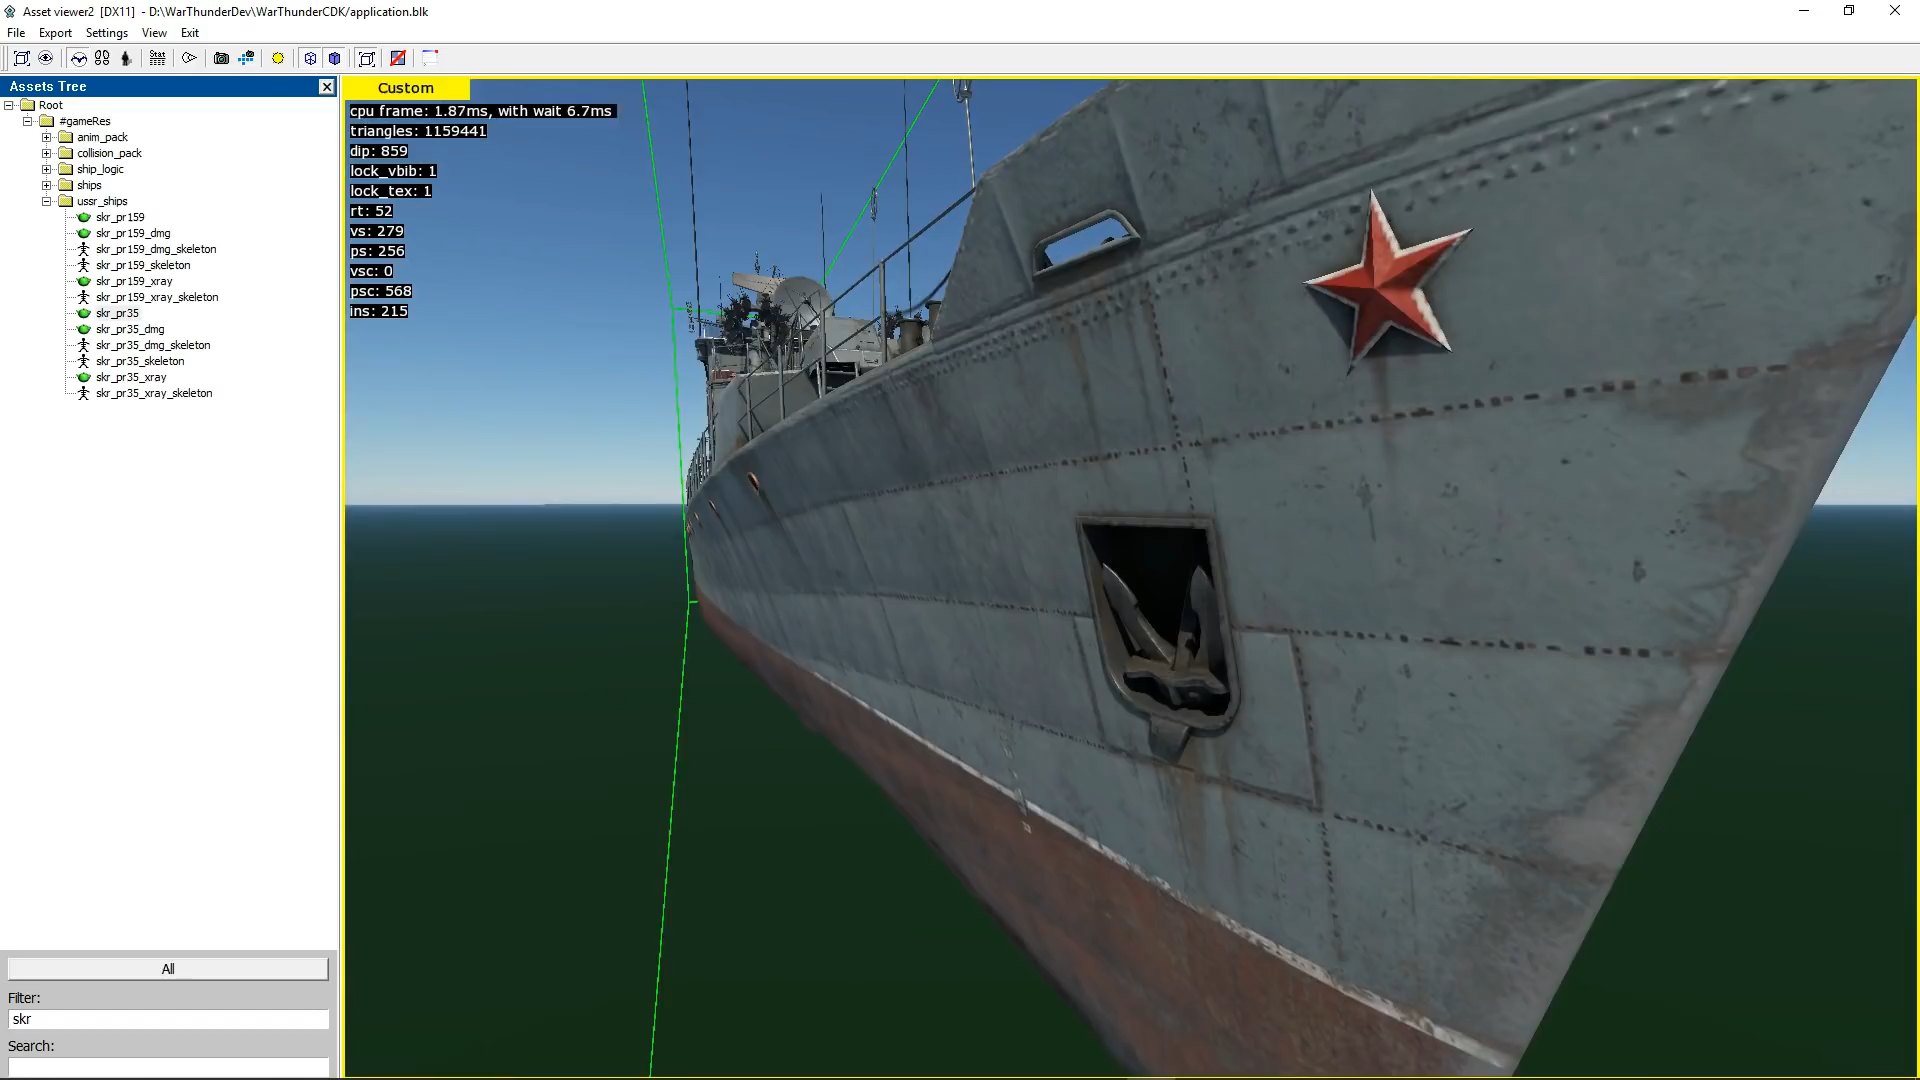 Asset viewer2 [DX11] - D:\WarThunderDev\WarThunderCDK/application.blk
File Export Settings View Exit
Stat
Assets Tree
Root
#gameRes
anim_pack
collision_pack
ship_logic
ships
ussr_ships
skr_pr159
skr_pr159_dmg
skr_pr159_dmg_skeleton
skr_pr159_skeleton
skr_pr159_xray
skr_pr159_xray_skeleton
skr_pr35
skr_pr35_dmg
skr_pr35_dmg_skeleton
skr_pr35_skeleton
skr_pr35_xray
skr_pr35_xray_skeleton
All
Filter:
skr
Search:
Custom
cpu frame: 1.87ms, with wait 6.7ms
triangles: 1159441
dip: 859
lock_vbib: 1
lock_tex: 1
rt: 52
vs: 279
ps: 256
vsc: 0
psc: 568
ins: 215